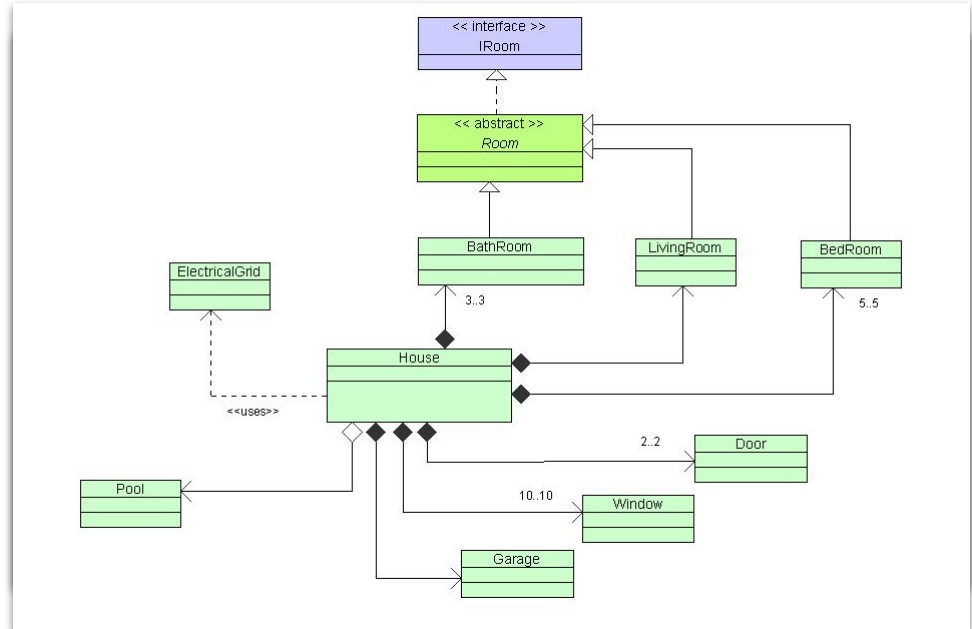 << interface >>
IRoom
<< abstract >>
Room
BathRoom
LivingRoom
BedRoom
ElectricalGrid
3..3
5..5
House
<<uses>>
2..2
Door
Pool
10..10
Window
Garage